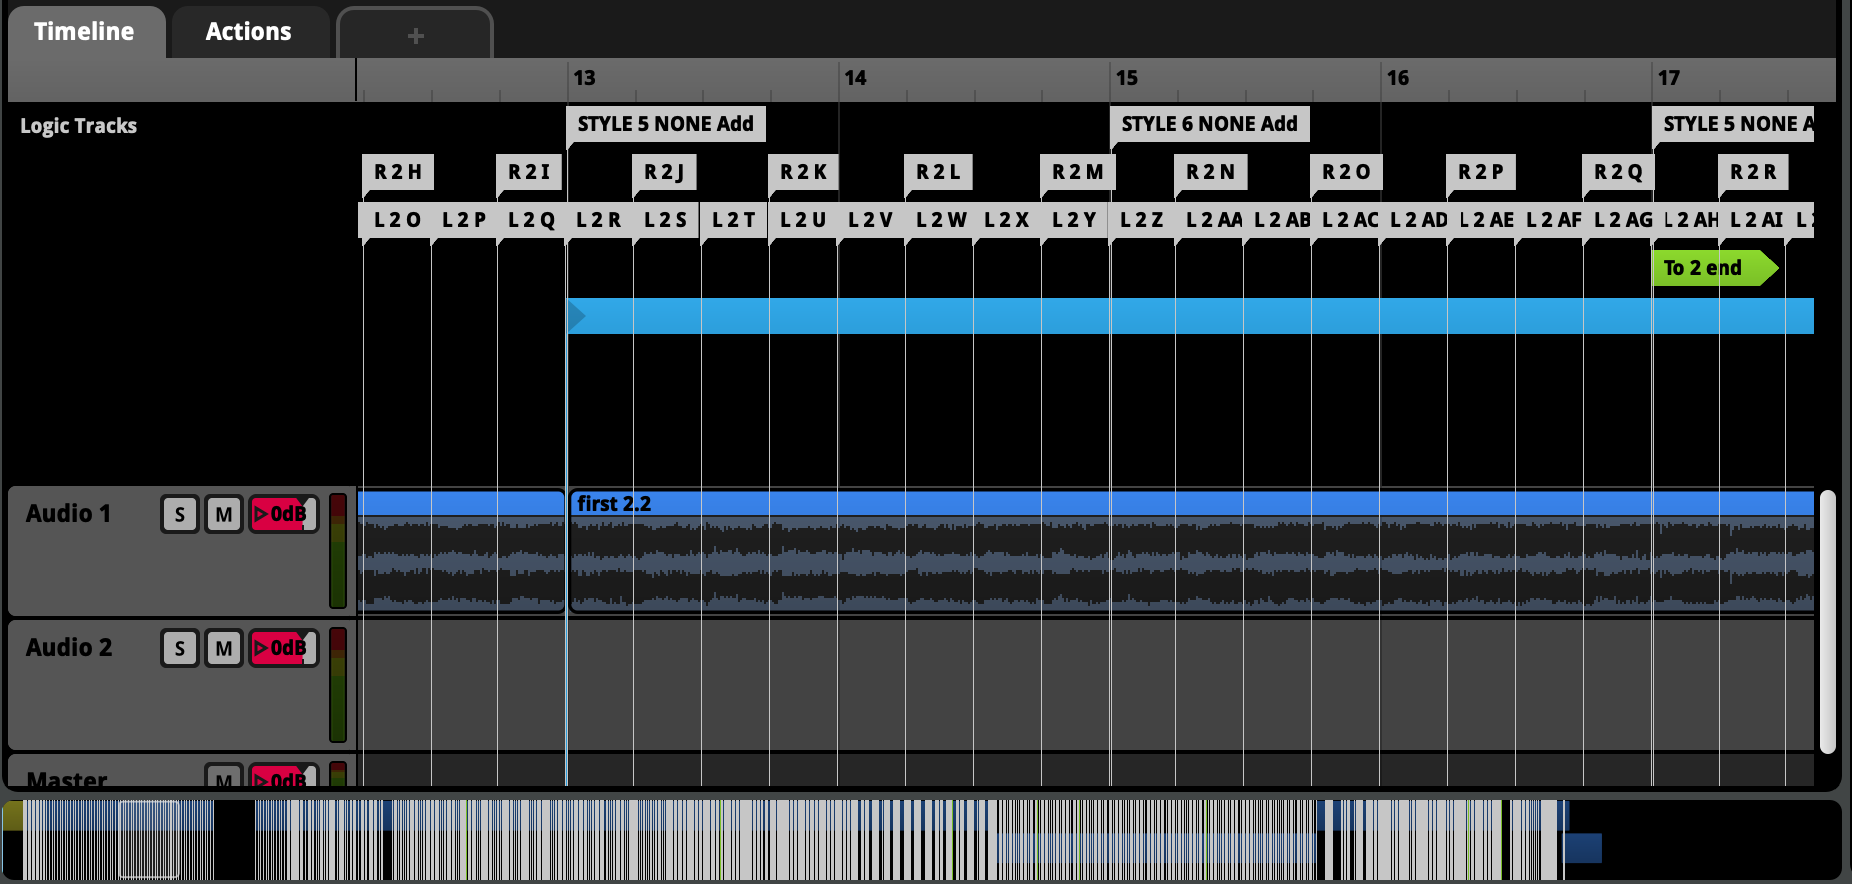 Timeline Actions +
13 14 15 16 17
Logic Tracks
STYLE 5 NONE Add STYLE 6 NONE Add STYLE 5 NONE A
R 2 H R 2 I R 2 J R 2 K R 2 L R 2 M R 2 N R 2 O R 2 P R 2 Q R 2 R
L 2 O L 2 P L 2 Q L 2 R L 2 S L 2 T L 2 U L 2 V L 2 W L 2 X L 2 Y L 2 Z L 2 AA L 2 AB L 2 AC L 2 AD L 2 AE L 2 AF L 2 AG L 2 AH L 2 AI L
To 2 end
first 2.2
Audio 1 S M 0dB
Audio 2 S M 0dB
Master M 0dB